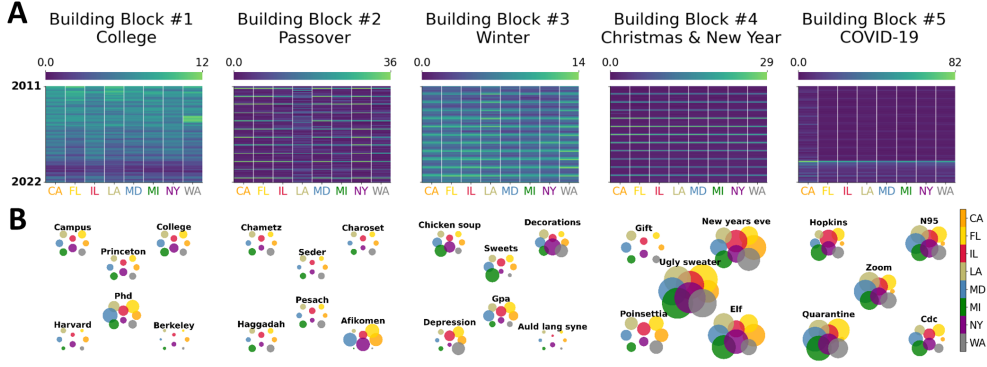 A
Building Block #1
College
Building Block #2
Passover
Building Block #3
Winter
Building Block #4
Christmas & New Year
Building Block #5
COVID-19
0.0 12
0.0 36
0.0 14
0.0 29
0.0 82
2011
2022
CA FL IL LA MD MI NY WA
CA FL IL LA MD MI NY WA
CA FL IL LA MD MI NY WA
CA FL IL LA MD MI NY WA
CA FL IL LA MD MI NY WA
B
Campus
College
Princeton
Phd
Harvard
Berkeley
Chametz
Charoset
Seder
Pesach
Haggadah
Afikomen
Chicken soup
Decorations
Sweets
Gpa
Depression
Auld lang syne
Gift
New years eve
Ugly sweater
Poinsettia
Elf
Hopkins
N95
Zoom
Quarantine
Cdc
CA
FL
IL
LA
MD
MI
NY
WA